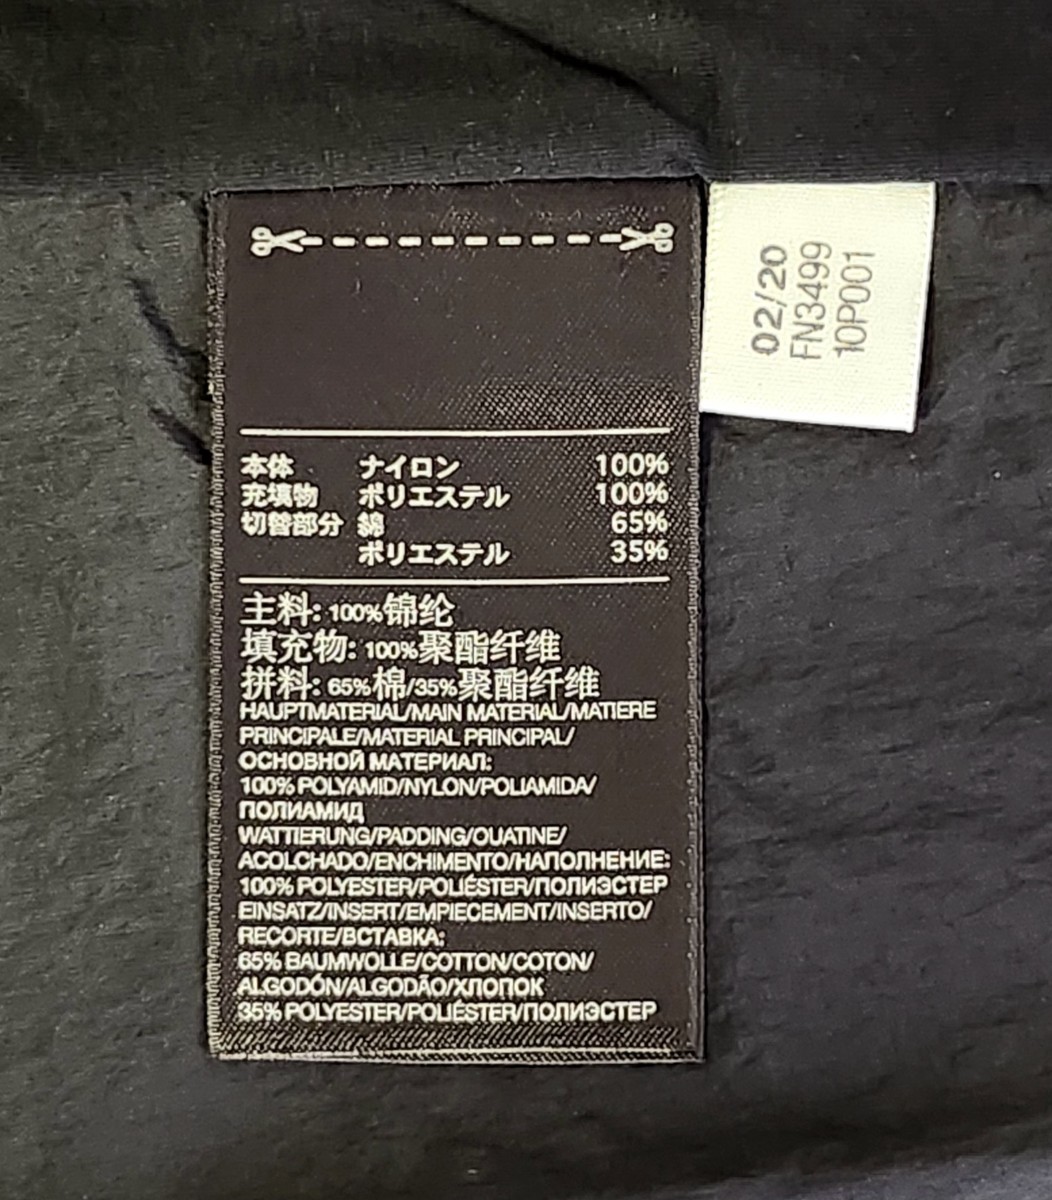 本体 ナイロン 100%
充填物 ポリエステル 100%
切替部分 綿 65%
ポリエステル 35%
主料: 100%锦纶
填充物: 100%聚酯纤维
拼料: 65%棉/35%聚酯纤维
HAUPTMATERIAL/MAIN MATERIAL/MATIERE
PRINCIPALE/MATERIAL PRINCIPAL/
ОСНОВНОЙ МАТЕРИАЛ:
100% POLYAMID/NYLON/POLIAMIDA/
ПОЛИАМИД
WATTIERUNG/PADDING/OUATINE/
ACOLCHADO/ENCHIMENTO/НАПОЛНЕНИЕ:
100% POLYESTER/POLIÉSTER/ПОЛИЭСТЕР
EINSATZ/INSERT/EMPIECEMENT/INSERTO/
RECORTE/ВСТАВКА:
65% BAUMWOLLE/COTTON/COTON/
ALGODÓN/ALGODÃO/ХЛОПОК
35% POLYESTER/POLIÉSTER/ПОЛИЭСТЕР
02/20
FN3499
10P001